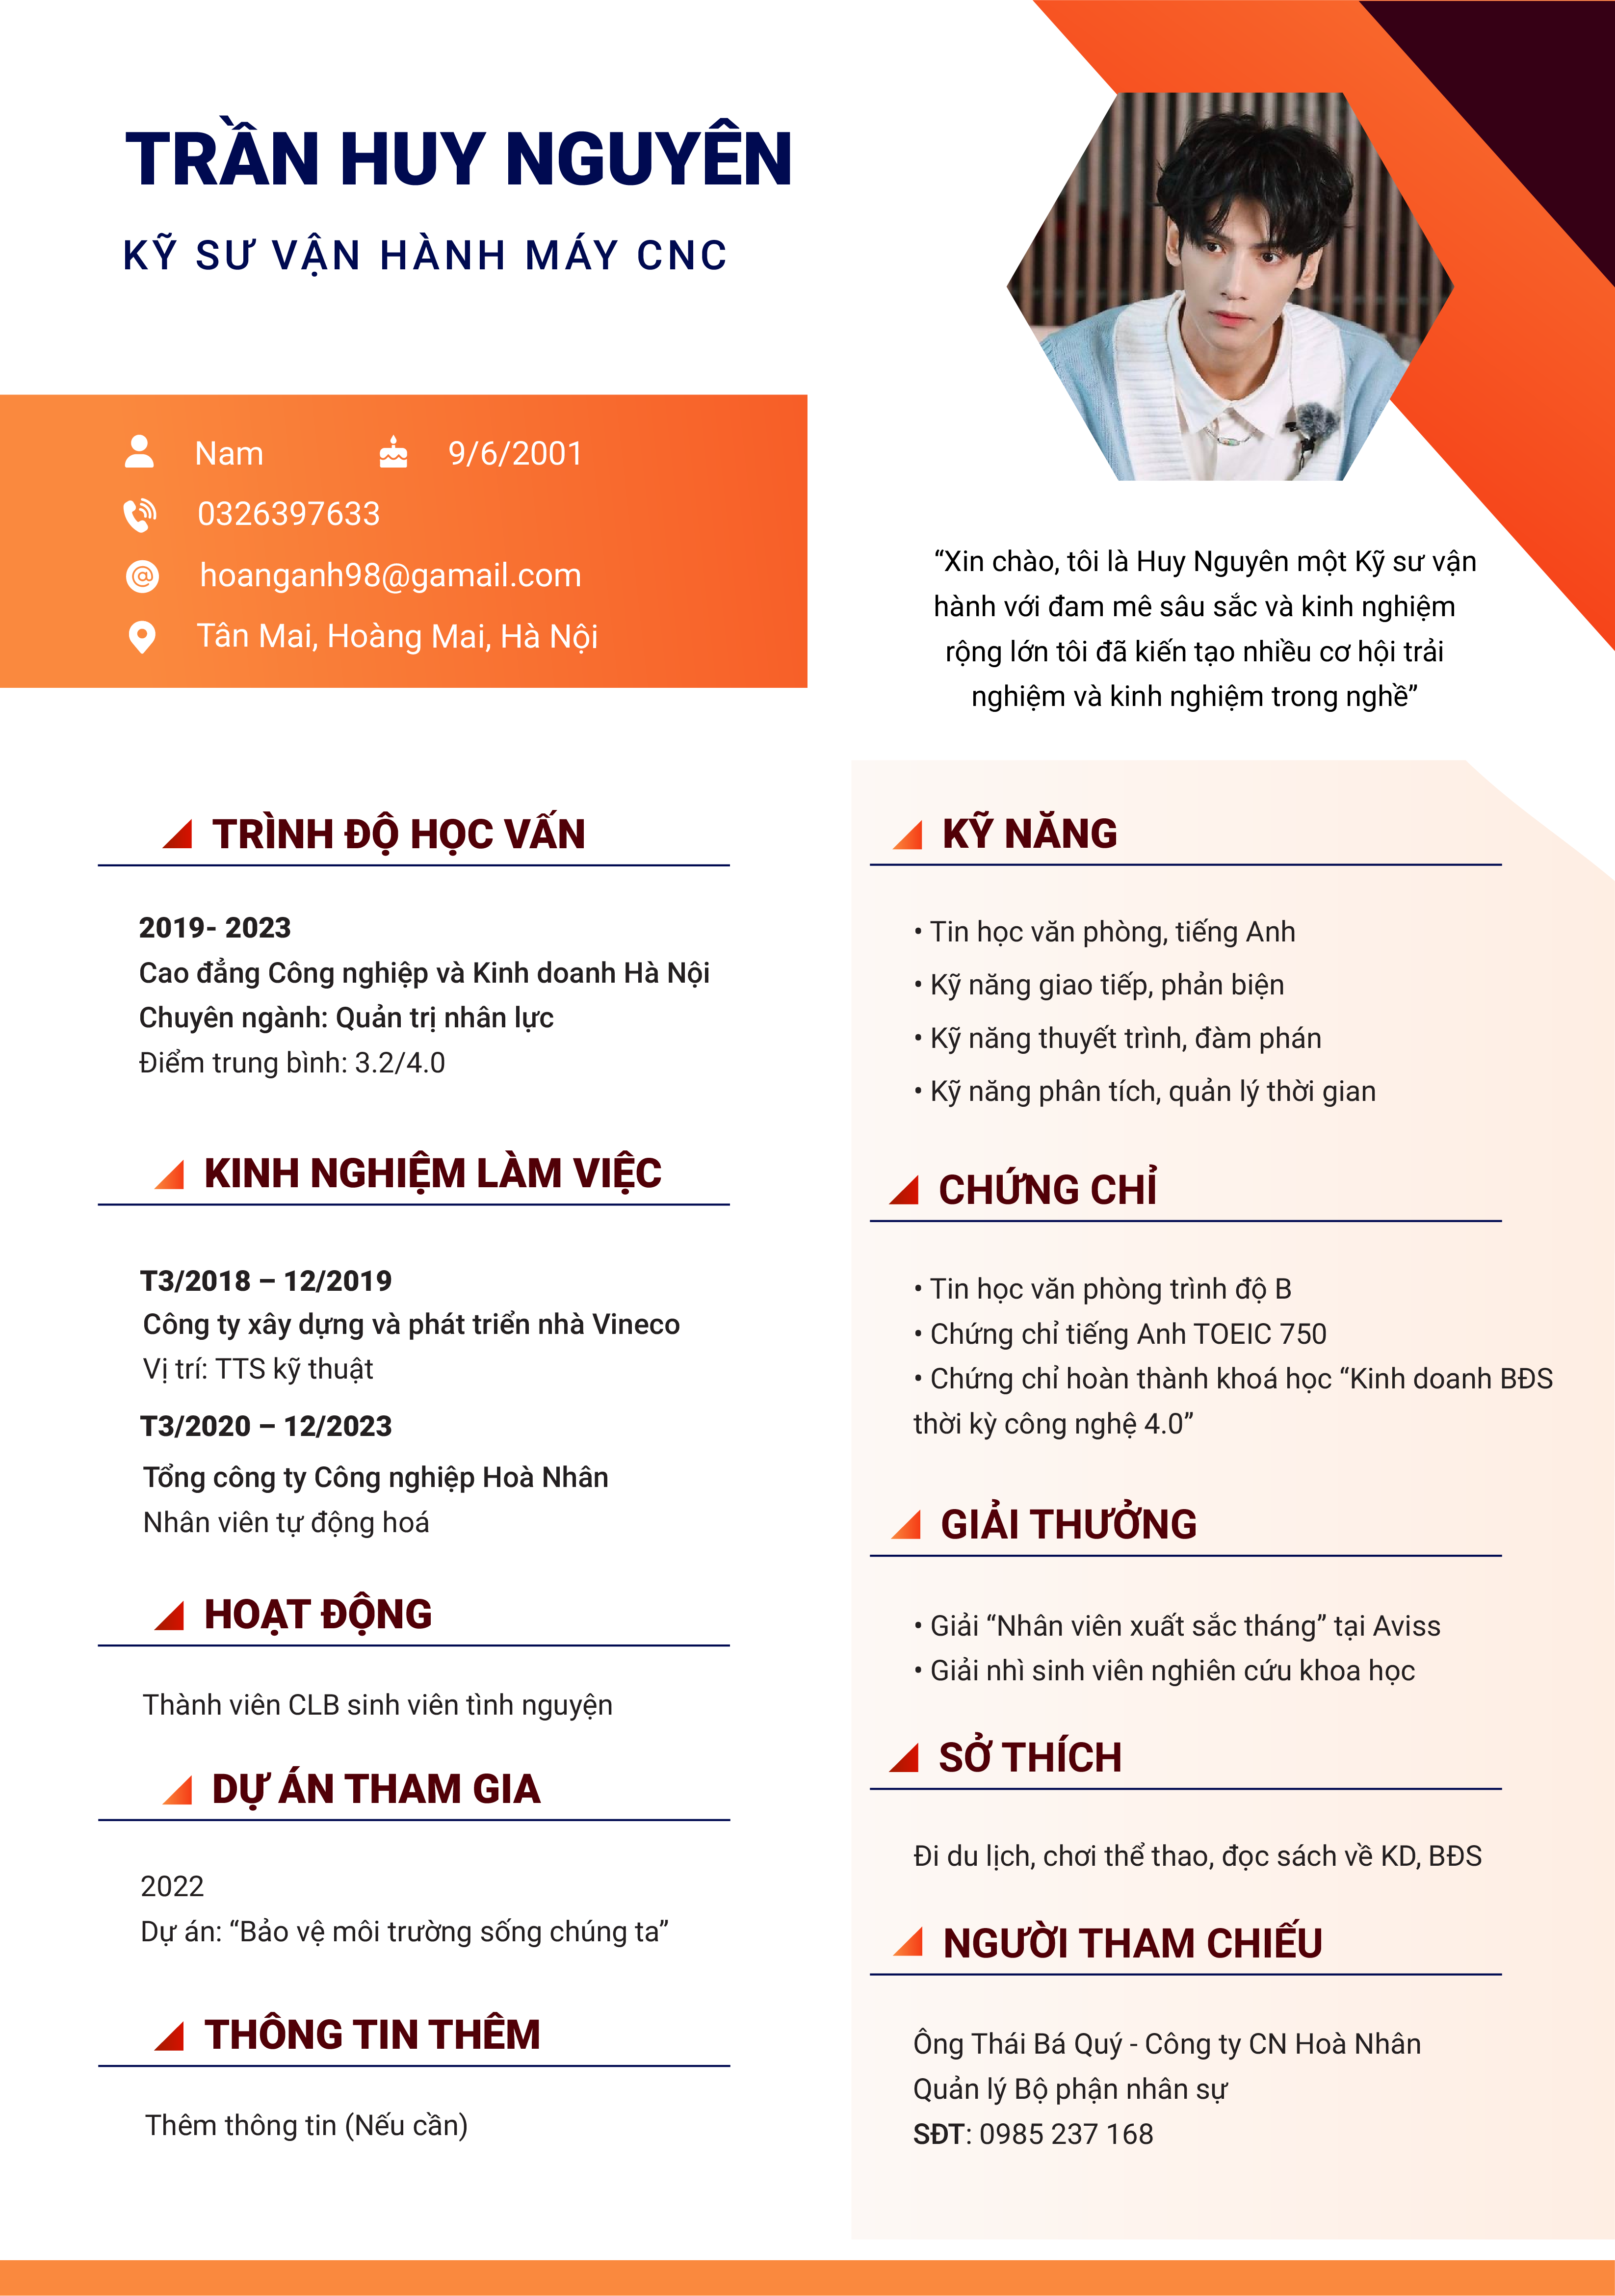 TRẦN HUY NGUYÊN
KỸ SƯ VẬN HÀNH MÁY CNC
Nam 9/6/2001
0326397633
hoanganh98@gamail.com
Tân Mai, Hoàng Mai, Hà Nội
“Xin chào, tôi là Huy Nguyên một Kỹ sư vận
hành với đam mê sâu sắc và kinh nghiệm
rộng lớn tôi đã kiến tạo nhiều cơ hội trải
nghiệm và kinh nghiệm trong nghề”
TRÌNH ĐỘ HỌC VẤN
2019- 2023
Cao đẳng Công nghiệp và Kinh doanh Hà Nội
Chuyên ngành: Quản trị nhân lực
Điểm trung bình: 3.2/4.0
KINH NGHIỆM LÀM VIỆC
T3/2018 – 12/2019
Công ty xây dựng và phát triển nhà Vineco
Vị trí: TTS kỹ thuật
T3/2020 – 12/2023
Tổng công ty Công nghiệp Hoà Nhân
Nhân viên tự động hoá
HOẠT ĐỘNG
Thành viên CLB sinh viên tình nguyện
DỰ ÁN THAM GIA
2022
Dự án: “Bảo vệ môi trường sống chúng ta”
THÔNG TIN THÊM
Thêm thông tin (Nếu cần)
KỸ NĂNG
• Tin học văn phòng, tiếng Anh
• Kỹ năng giao tiếp, phản biện
• Kỹ năng thuyết trình, đàm phán
• Kỹ năng phân tích, quản lý thời gian
CHỨNG CHỈ
• Tin học văn phòng trình độ B
• Chứng chỉ tiếng Anh TOEIC 750
• Chứng chỉ hoàn thành khoá học “Kinh doanh BĐS
thời kỳ công nghệ 4.0”
GIẢI THƯỞNG
• Giải “Nhân viên xuất sắc tháng” tại Aviss
• Giải nhì sinh viên nghiên cứu khoa học
SỞ THÍCH
Đi du lịch, chơi thể thao, đọc sách về KD, BĐS
NGƯỜI THAM CHIẾU
Ông Thái Bá Quý - Công ty CN Hoà Nhân
Quản lý Bộ phận nhân sự
SĐT: 0985 237 168